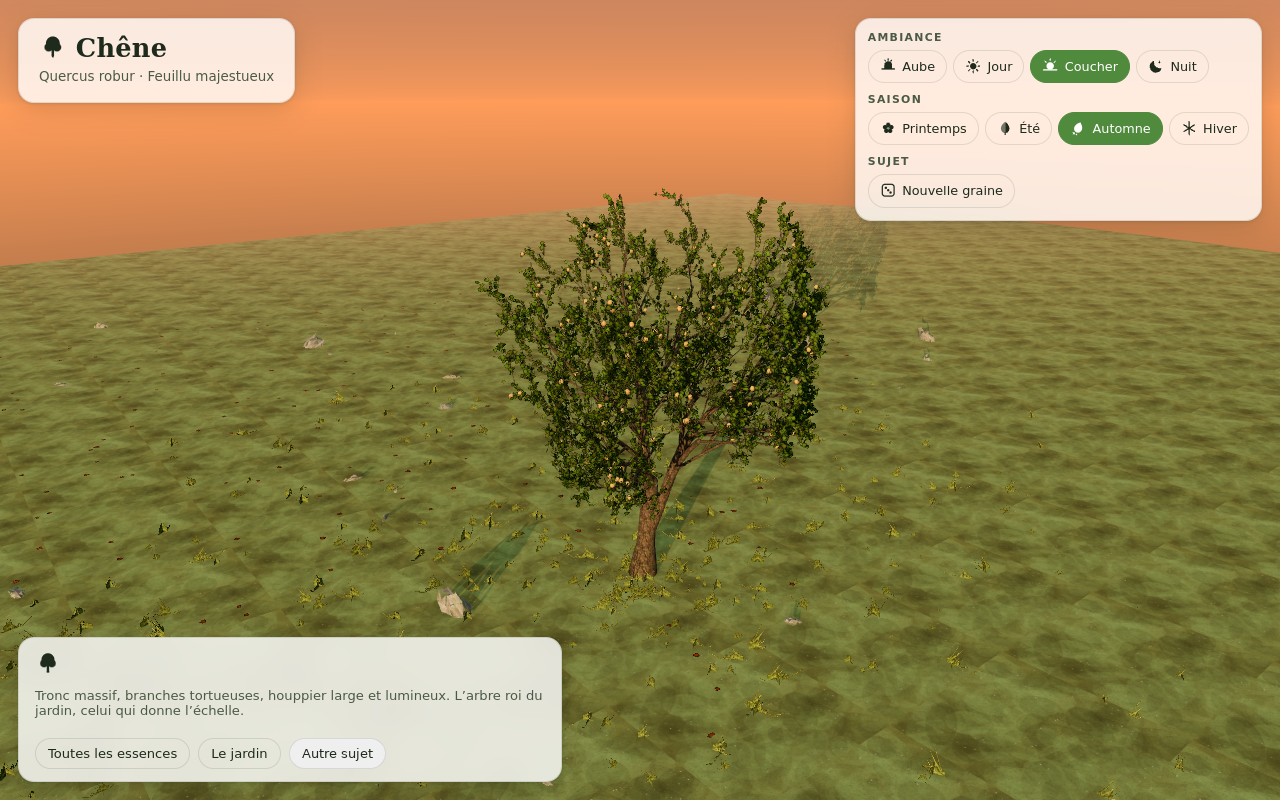 Chêne
Quercus robur · Feuillu majestueux
AMBIANCE
Aube
Jour
Coucher
Nuit
SAISON
Printemps
Été
Automne
Hiver
SUJET
Nouvelle graine
Tronc massif, branches tortueuses, houppier large et lumineux. L’arbre roi du
jardin, celui qui donne l’échelle.
Toutes les essences
Le jardin
Autre sujet